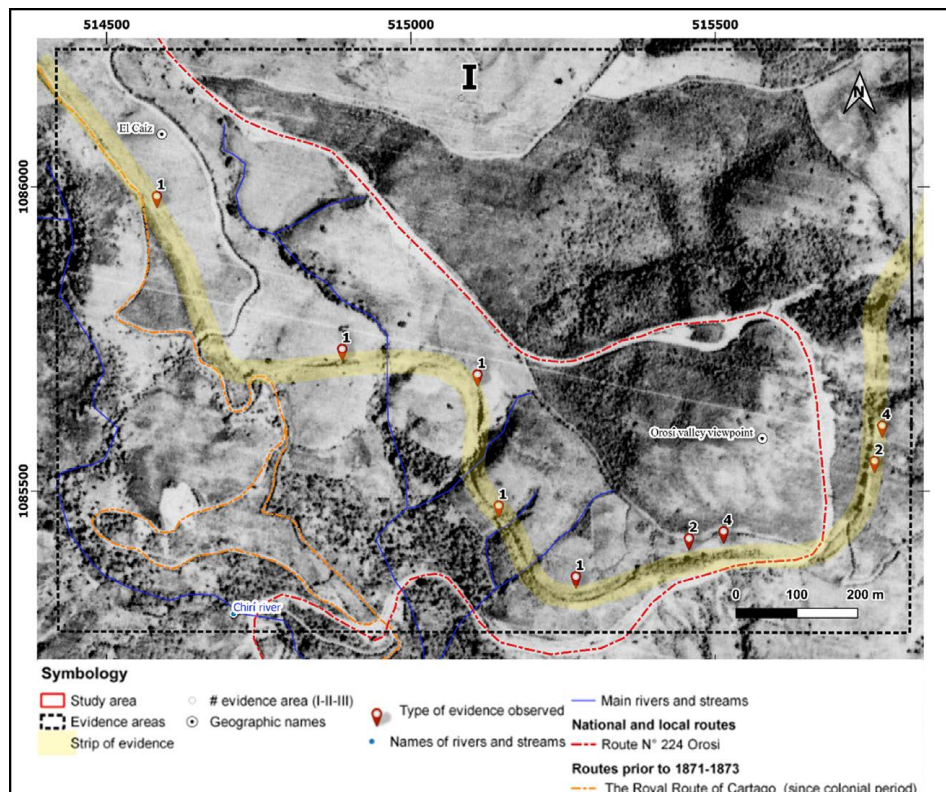 514500 515000 515500
I
N
El Caíz
1086000
1
1
1
Orosi valley viewpoint
4
2
1085500
1
2
4
1
0 100 200 m
Chirí river
Symbology
Study area
Evidence areas
Strip of evidence
# evidence area (I-II-III)
Geographic names
Type of evidence observed
Names of rivers and streams
Main rivers and streams
National and local routes
Route N° 224 Orosi
Routes prior to 1871-1873
The Royal Route of Cartago (since colonial period)